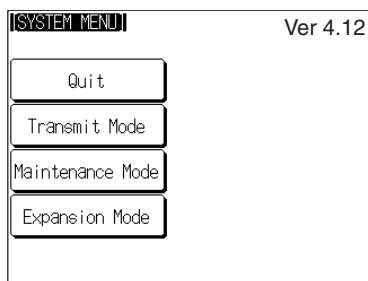 [SYSTEM MENU]
Ver 4.12
Quit
Transmit Mode
Maintenance Mode
Expansion Mode